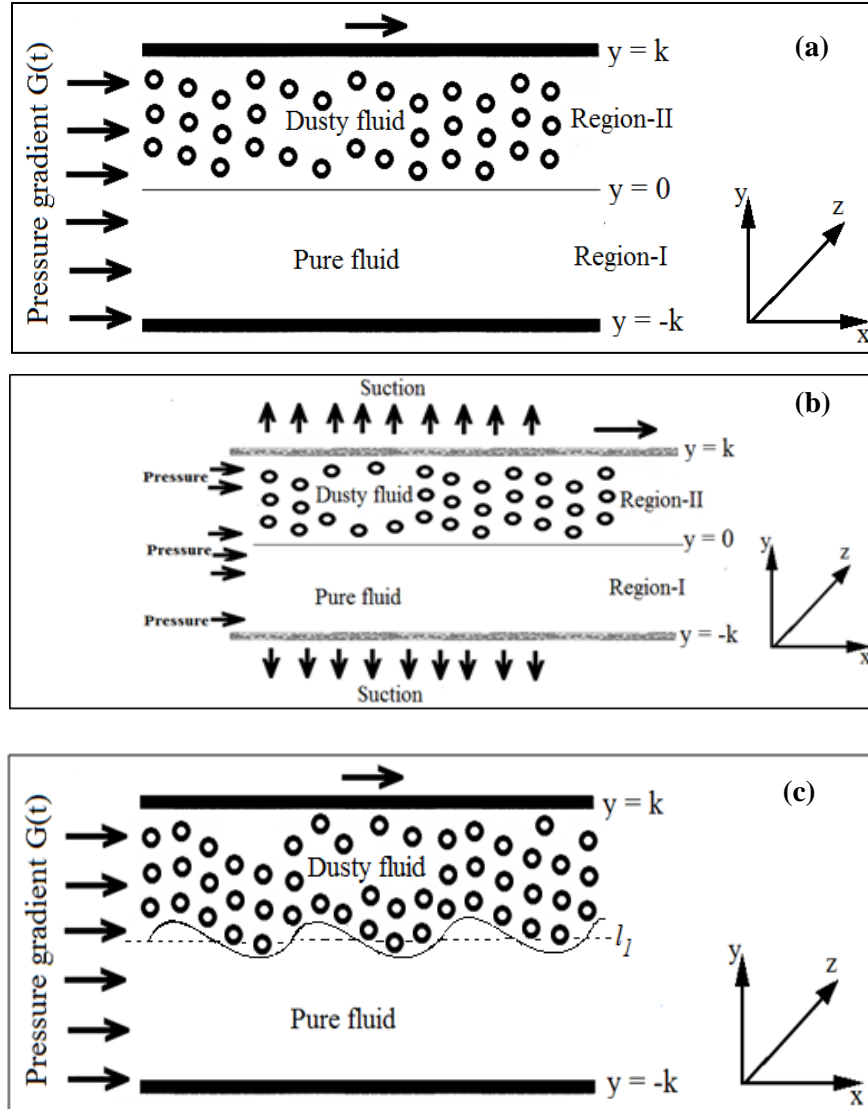 (a)
y = k
Pressure gradient G(t)
Dusty fluid
Region-II
y = 0
Pure fluid
Region-I
y = -k
y
z
x
(b)
Suction
y = k
Pressure
Dusty fluid
Region-II
y = 0
Pressure
Pure fluid
Region-I
Pressure
y = -k
Suction
y
z
x
(c)
y = k
Pressure gradient G(t)
Dusty fluid
l1
Pure fluid
y = -k
y
z
x